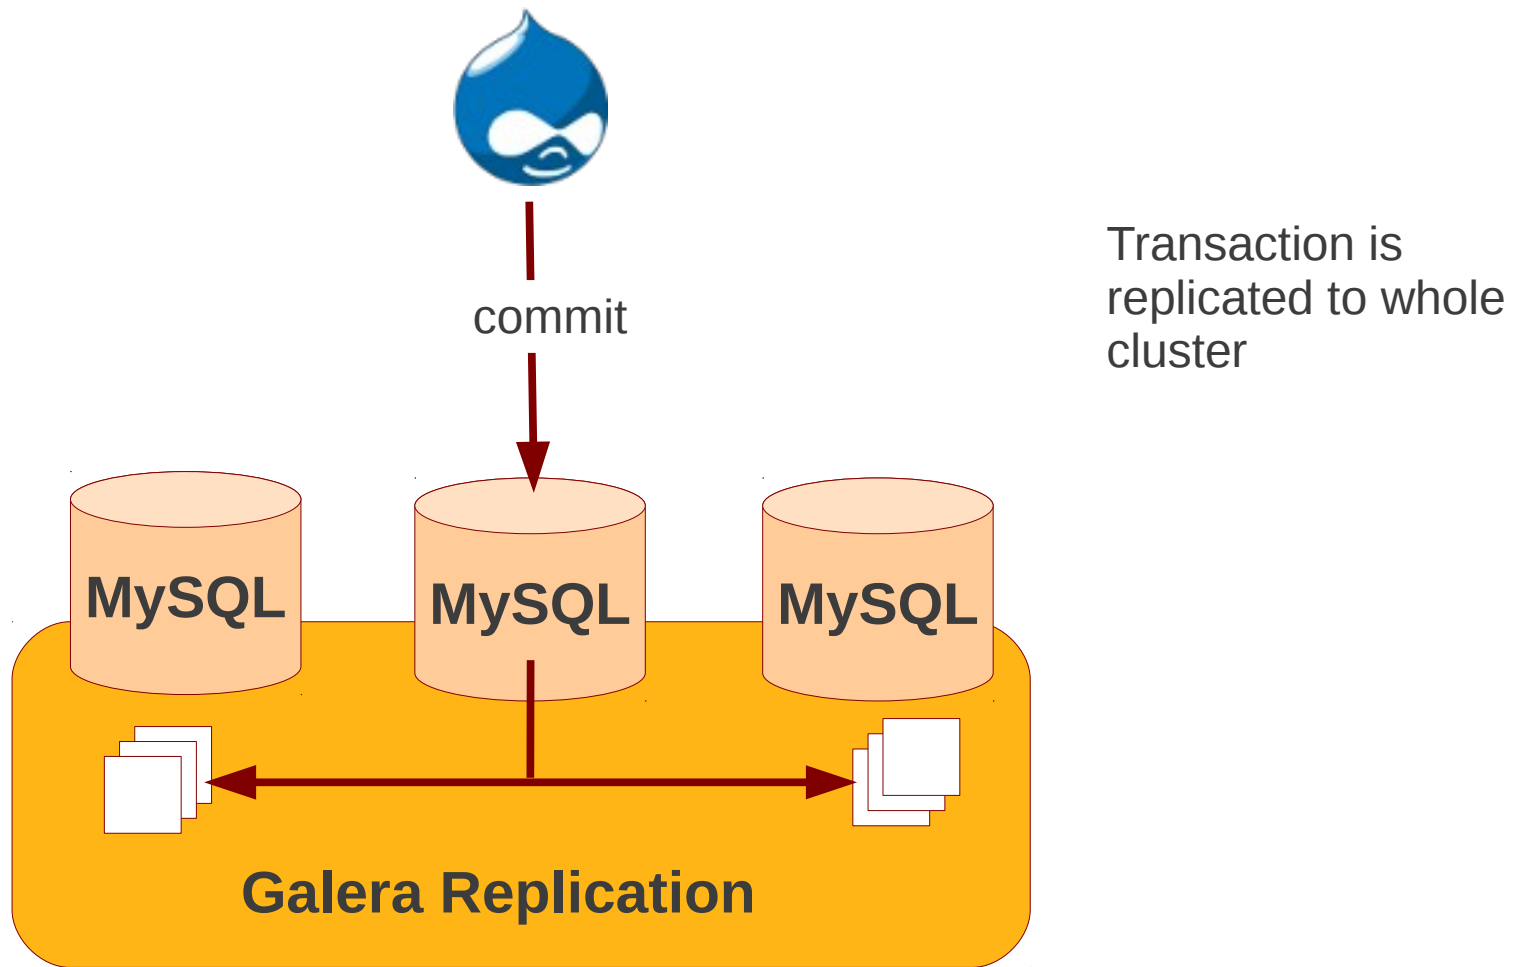 commit
Transaction is
replicated to whole
cluster
MySQL
MySQL
MySQL
Galera Replication